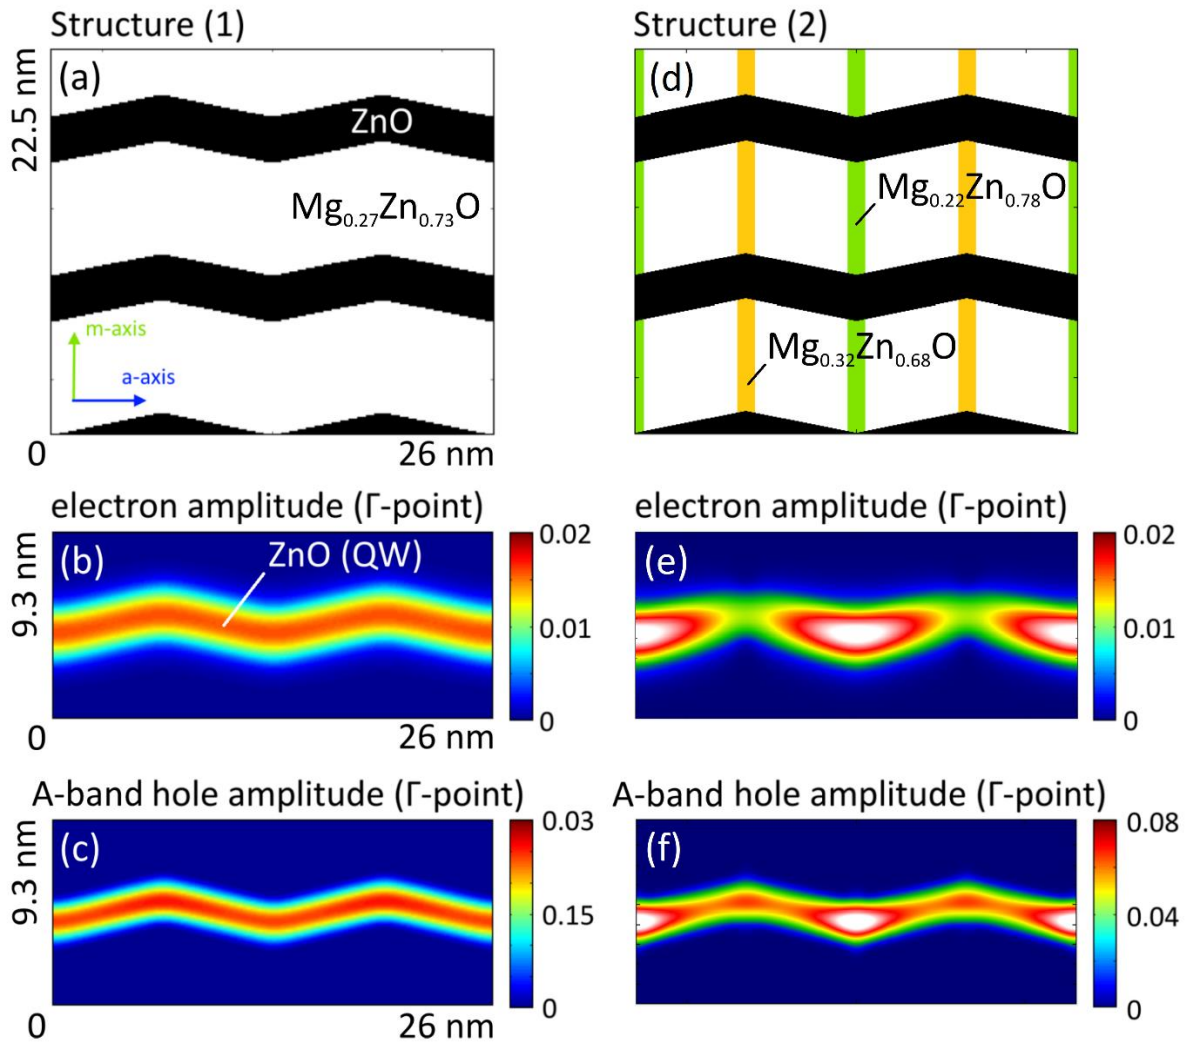 Structure (1)
(a)
22.5 nm
ZnO
Mg0.27Zn0.73O
m-axis
a-axis
0
26 nm
Structure (2)
(d)
Mg0.22Zn0.78O
Mg0.32Zn0.68O
electron amplitude (Γ-point)
(b)
ZnO (QW)
9.3 nm
0
26 nm
0.02
0.01
0
electron amplitude (Γ-point)
(e)
0.02
0.01
0
A-band hole amplitude (Γ-point)
(c)
9.3 nm
0
26 nm
0.03
0.15
0
A-band hole amplitude (Γ-point)
(f)
0.08
0.04
0